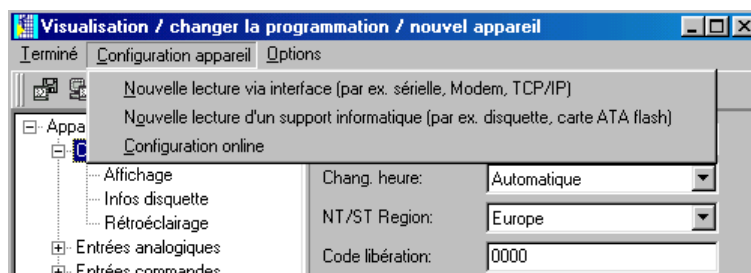 Visualisation / changer la programmation / nouvel appareil
Terminé Configuration appareil Options
Nouvelle lecture via interface (par ex. sérielle, Modem, TCP/IP)
Nouvelle lecture d'un support informatique (par ex. disquette, carte ATA flash)
Configuration online
Appa
D
Affichage
Infos disquette
Rétroéclairage
Entrées analogiques
Entrées commandes
Chang. heure: Automatique
NT/ST Region: Europe
Code libération: 0000